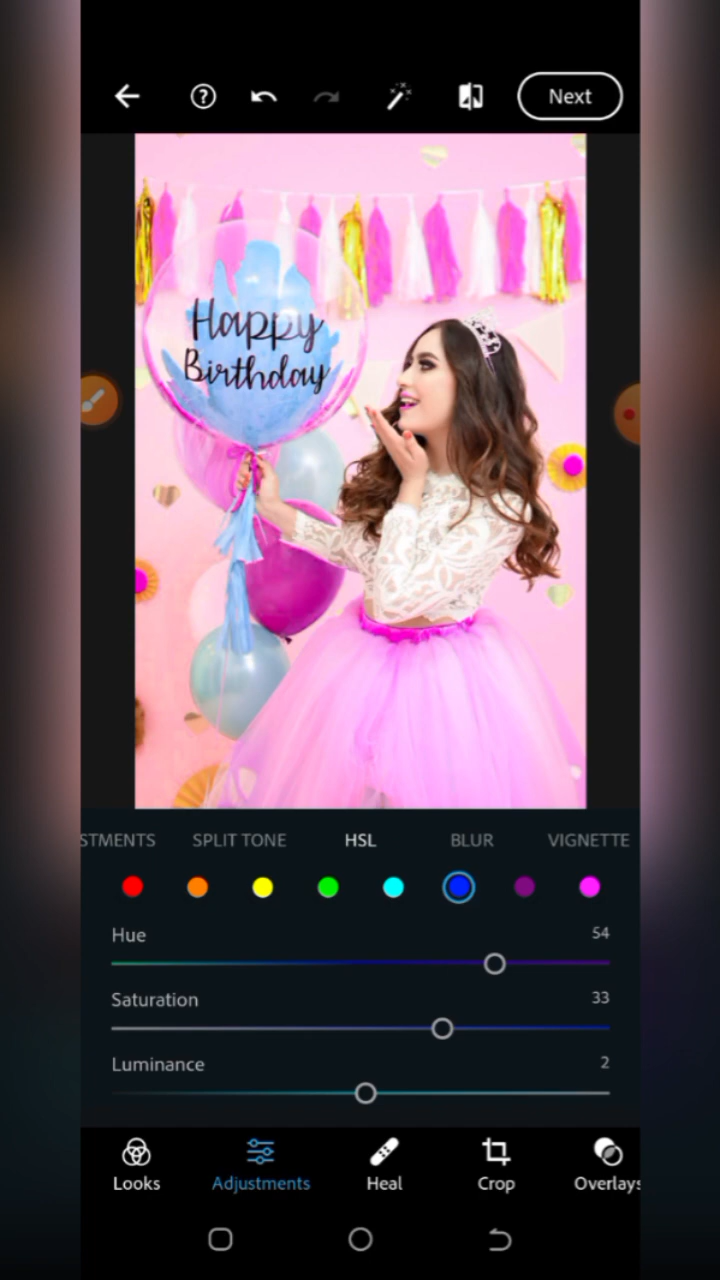 Next
Happy
Birthday
STMENTS SPLIT TONE HSL BLUR VIGNETTE
Hue 54
Saturation 33
Luminance 2
Looks Adjustments Heal Crop Overlays